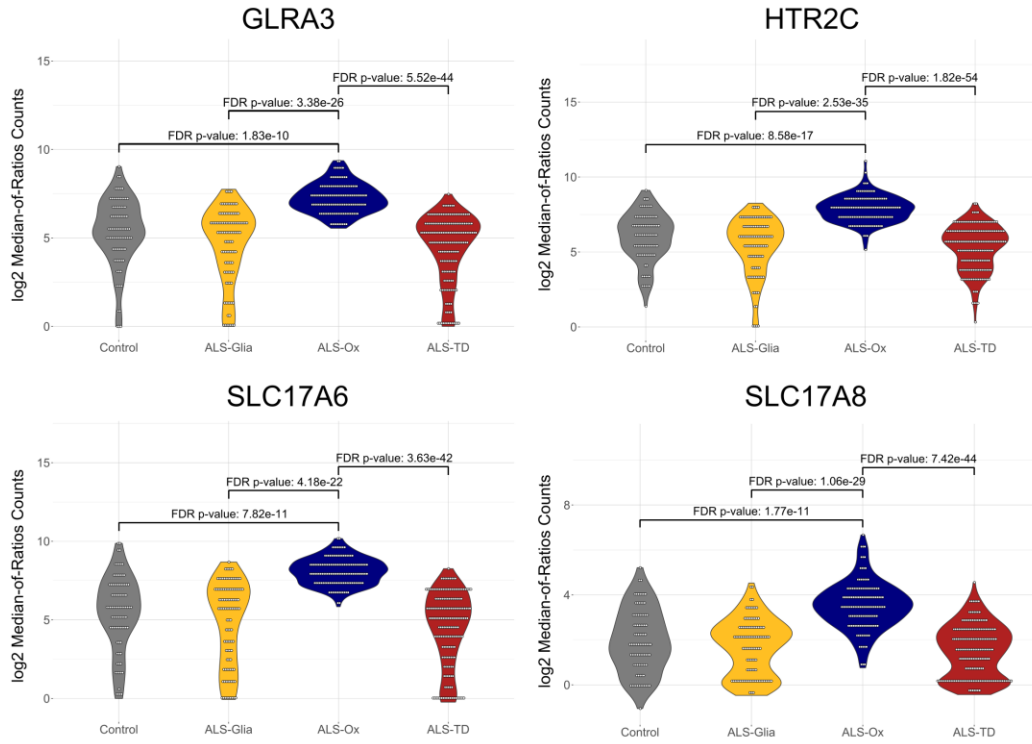 GLRA3
log2 Median-of-Ratios Counts
15
10
5
0
FDR p-value: 5.52e-44
FDR p-value: 3.38e-26
FDR p-value: 1.83e-10
Control
ALS-Glia
ALS-Ox
ALS-TD
HTR2C
log2 Median-of-Ratios Counts
15
10
5
0
FDR p-value: 1.82e-54
FDR p-value: 2.53e-35
FDR p-value: 8.58e-17
Control
ALS-Glia
ALS-Ox
ALS-TD
SLC17A6
log2 Median-of-Ratios Counts
15
10
5
0
FDR p-value: 3.63e-42
FDR p-value: 4.18e-22
FDR p-value: 7.82e-11
Control
ALS-Glia
ALS-Ox
ALS-TD
SLC17A8
log2 Median-of-Ratios Counts
8
4
0
FDR p-value: 7.42e-44
FDR p-value: 1.06e-29
FDR p-value: 1.77e-11
Control
ALS-Glia
ALS-Ox
ALS-TD